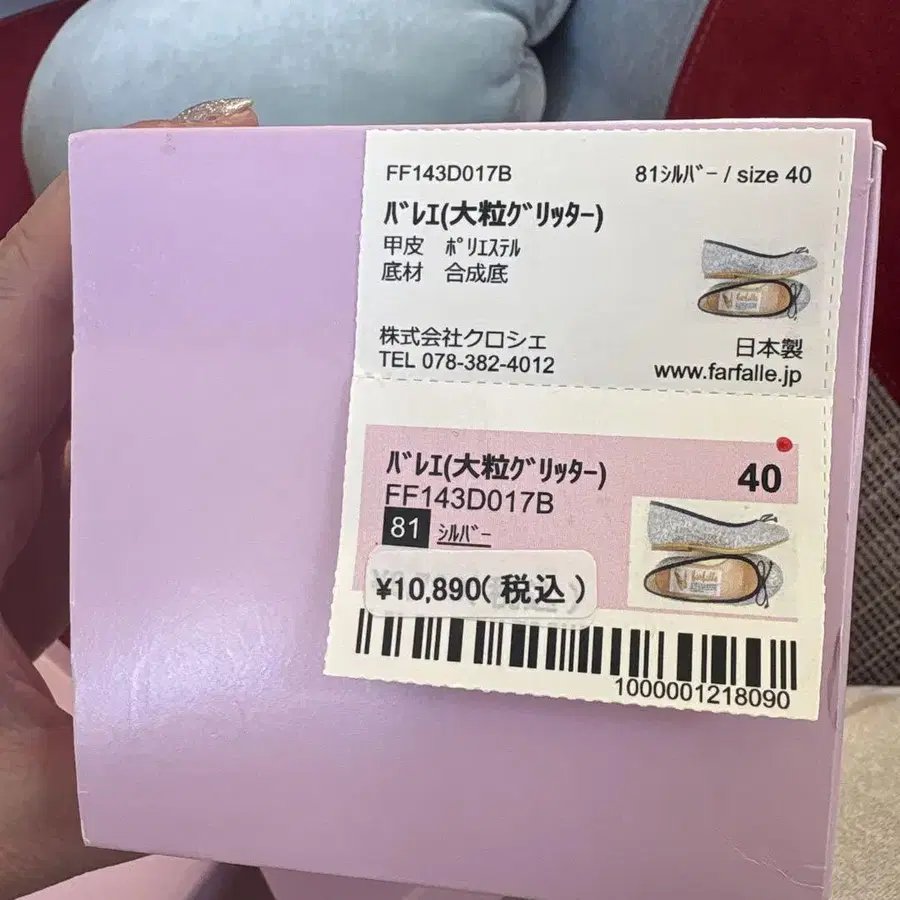 FF143D017B 81ｼﾙﾊﾞｰ / size 40
ﾊﾞﾚｴ(大粒ｸﾞﾘｯﾀｰ)
甲皮 ﾎﾟﾘｴｽﾃﾙ
底材 合成底
株式会社クロシェ 日本製
TEL 078-382-4012 www.farfalle.jp
ﾊﾞﾚｴ(大粒ｸﾞﾘｯﾀｰ) 40
FF143D017B
81 ｼﾙﾊﾞｰ
farfalle
¥10,890(税込)
1000001218090